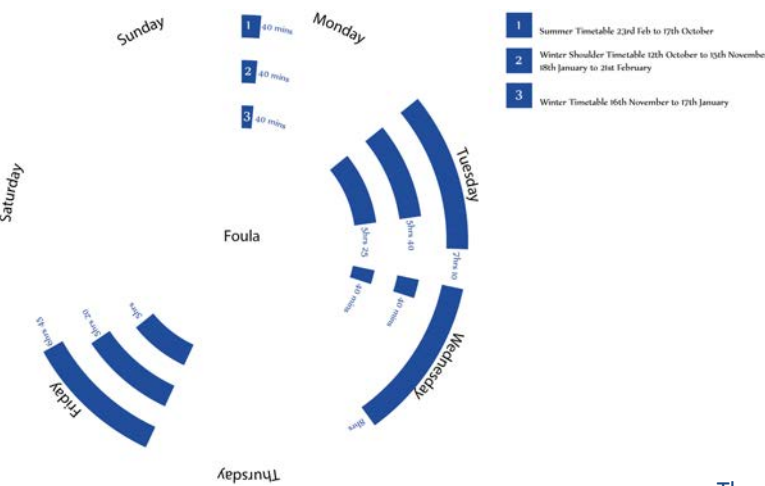 Sunday
Monday
Tuesday
Wednesday
Thursday
Friday
Saturday
Foula
1 40 mins
2 40 mins
3 40 mins
7hrs 10
5hrs 40
5hrs 25
8hrs
40 mins
40 mins
6hrs 45
5hrs 20
5hrs
1 Summer Timetable 23rd Feb to 17th October
2 Winter Shoulder Timetable 12th October to 15th Novembe
18th January to 21st February
3 Winter Timetable 16th November to 17th January